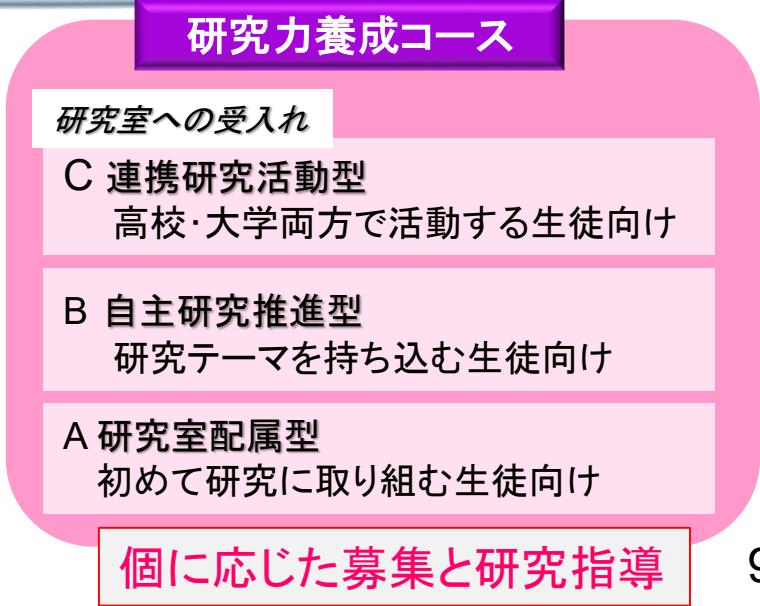 研究力養成コース
研究室への受入れ
C 連携研究活動型
高校・大学両方で活動する生徒向け
B 自主研究推進型
研究テーマを持ち込む生徒向け
A 研究室配属型
初めて研究に取り組む生徒向け
個に応じた募集と研究指導
9